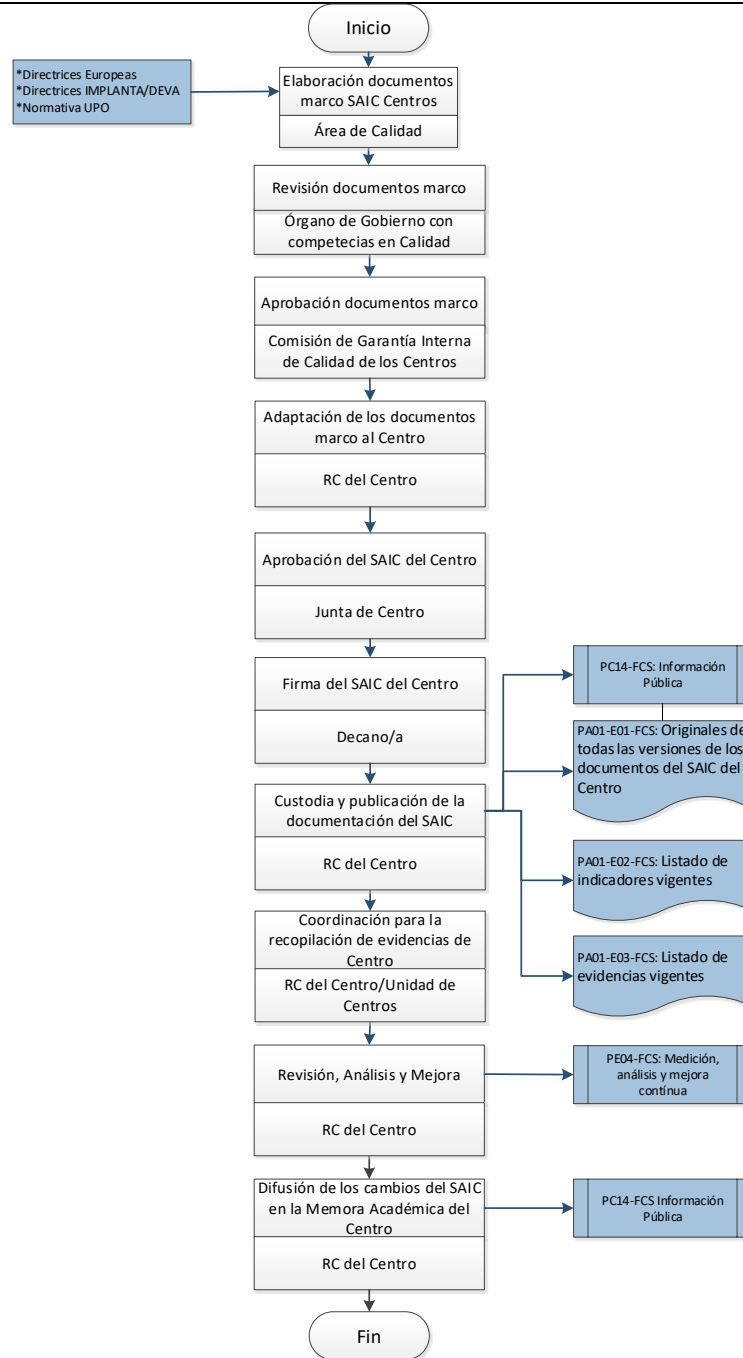 Inicio
*Directrices Europeas
*Directrices IMPLANTA/DEVA
*Normativa UPO
Elaboración documentos
marco SAIC Centros
Área de Calidad
Revisión documentos marco
Órgano de Gobierno con
competecias en Calidad
Aprobación documentos marco
Comisión de Garantía Interna
de Calidad de los Centros
Adaptación de los documentos
marco al Centro
RC del Centro
Aprobación del SAIC del Centro
Junta de Centro
Firma del SAIC del Centro
Decano/a
PC14-FCS: Información
Pública
PA01-E01-FCS: Originales de
todas las versiones de los
documentos del SAIC del
Centro
Custodia y publicación de la
documentación del SAIC
RC del Centro
PA01-E02-FCS: Listado de
indicadores vigentes
PA01-E03-FCS: Listado de
evidencias vigentes
Coordinación para la
recopilación de evidencias de
Centro
RC del Centro/Unidad de
Centros
Revisión, Análisis y Mejora
RC del Centro
PE04-FCS: Medición,
análisis y mejora
contínua
Difusión de los cambios del SAIC
en la Memora Académica del
Centro
RC del Centro
PC14-FCS Información
Pública
Fin